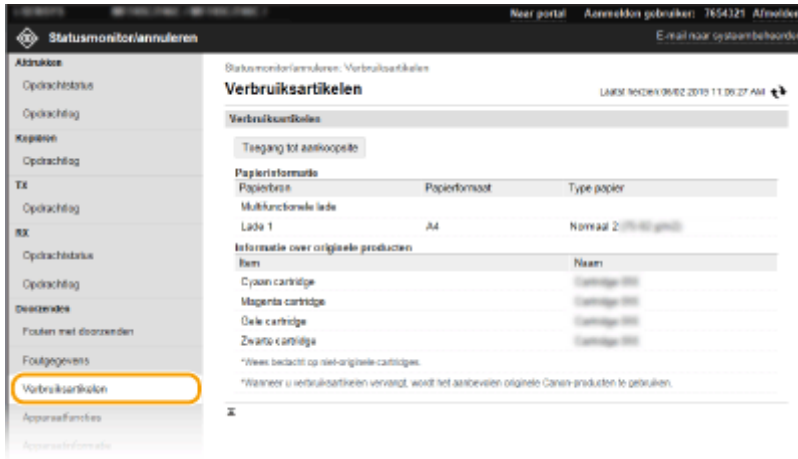 Naar portal Aanmelden gebruiker: 7654321 Afmelden
Statusmonitor/annuleren
E-mail naar systeembeheerder
Afdrukken
Opdrachtstatus
Opdrachtlog
Kopiëren
Opdrachtlog
TX
Opdrachtlog
RX
Opdrachtstatus
Opdrachtlog
Doorzenden
Fouten met doorzenden
Foutgegevens
Verbruiksartikelen
Apparaatfuncties
Apparaatinformatie
Statusmonitor/annuleren: Verbruiksartikelen
Verbruiksartikelen
Laatst herzien: 2019 11:06:27 AM
Verbruiksartikelen
Toegang tot aankoopsite
Papierinformatie
Papierbron Papierformaat Type papier
Multifunctionele lade
Lade 1 A4 Normaal 2
Informatie over originele producten
Item Naam
Cyaan cartridge
Magenta cartridge
Gele cartridge
Zwarte cartridge
*Wees bedacht op niet-originele cartridges.
*Wanneer u verbruiksartikelen vervangt, wordt het aanbevolen originele Canon-producten te gebruiken.